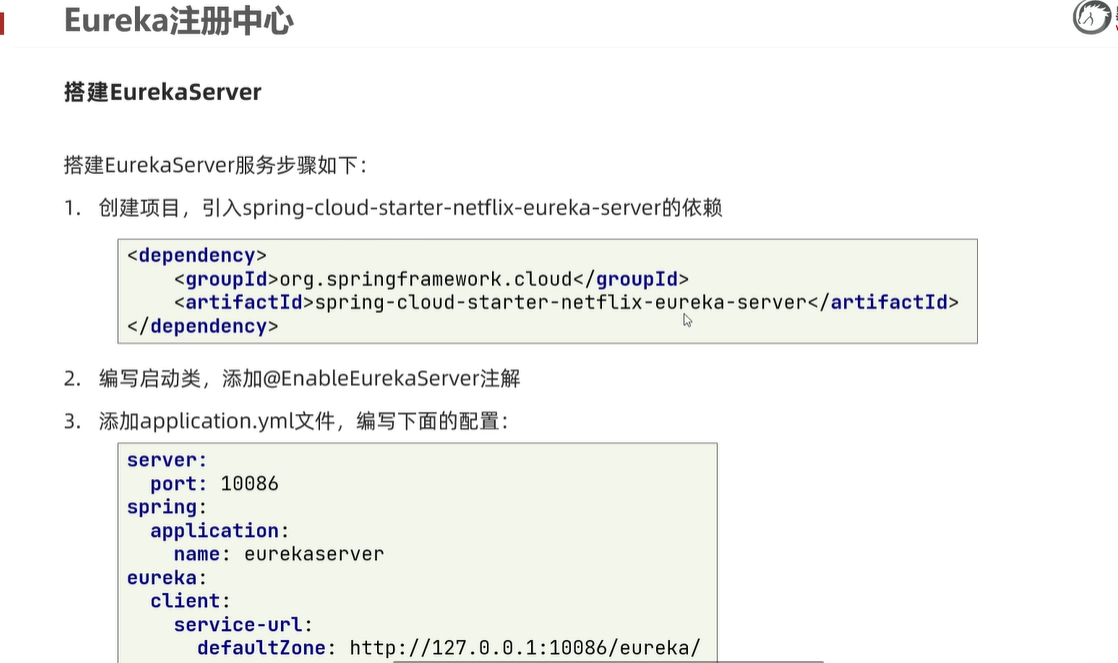 Eureka注册中心
搭建EurekaServer
搭建EurekaServer服务步骤如下：
1. 创建项目，引入spring-cloud-starter-netflix-eureka-server的依赖
<dependency>
    <groupId>org.springframework.cloud</groupId>
    <artifactId>spring-cloud-starter-netflix-eureka-server</artifactId>
</dependency>
2. 编写启动类，添加@EnableEurekaServer注解
3. 添加application.yml文件，编写下面的配置：
server:
  port: 10086
spring:
  application:
    name: eurekaserver
eureka:
  client:
    service-url:
      defaultZone: http://127.0.0.1:10086/eureka/